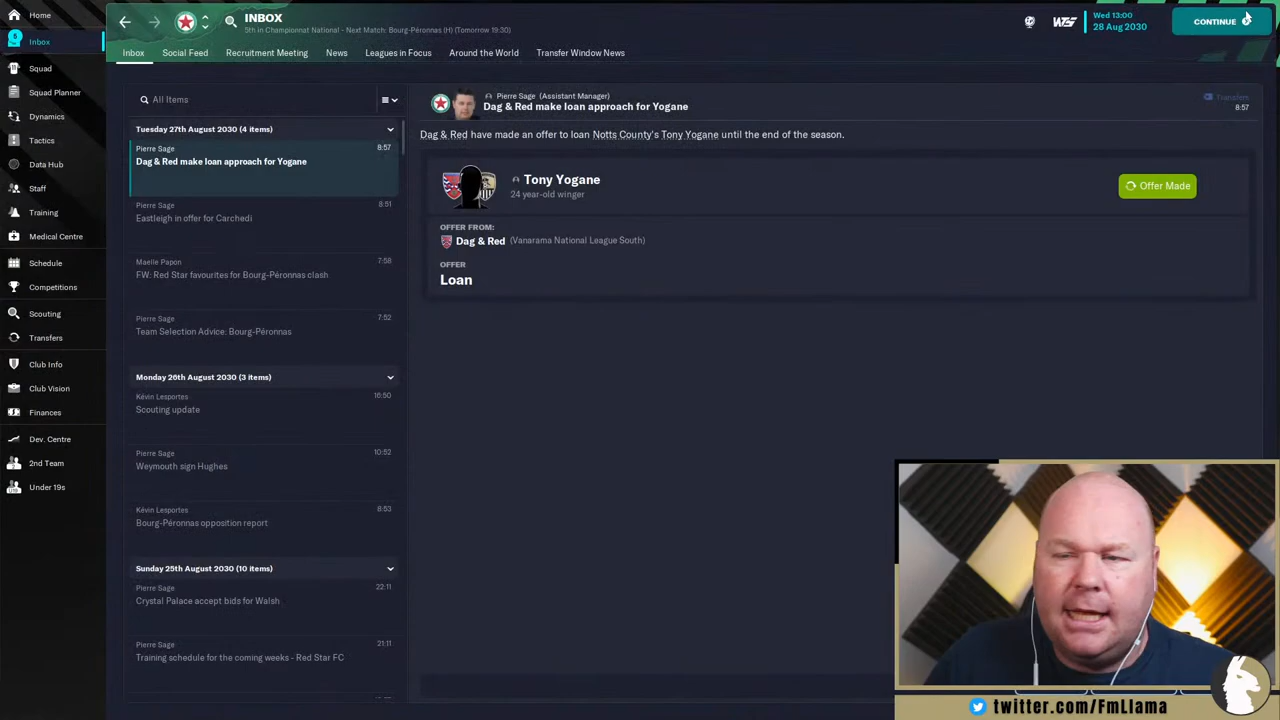 Home
5
Inbox
Squad
Squad Planner
Dynamics
Tactics
Data Hub
Staff
Training
Medical Centre
Schedule
Competitions
Scouting
Transfers
Club Info
Club Vision
Finances
Dev. Centre
2nd Team
Under 19s
INBOX
5th in Championnat National - Next Match: Bourg-Péronnas (H) (Tomorrow 19:30)
Wed 13:00
28 Aug 2030
CONTINUE
Inbox Social Feed Recruitment Meeting News Leagues in Focus Around the World Transfer Window News
All Items
Tuesday 27th August 2030 (4 items)
Pierre Sage 8:57
Dag & Red make loan approach for Yogane
Pierre Sage 8:51
Eastleigh in offer for Carchedi
Maelle Papon 7:58
FW: Red Star favourites for Bourg-Péronnas clash
Pierre Sage 7:52
Team Selection Advice: Bourg-Péronnas
Monday 26th August 2030 (3 items)
Kévin Lesportes 16:50
Scouting update
Pierre Sage 10:52
Weymouth sign Hughes
Kévin Lesportes 8:53
Bourg-Péronnas opposition report
Sunday 25th August 2030 (10 items)
Pierre Sage 22:11
Crystal Palace accept bids for Walsh
Pierre Sage 21:11
Training schedule for the coming weeks - Red Star FC
Pierre Sage (Assistant Manager)
Dag & Red make loan approach for Yogane
Transfers
8:57
Dag & Red have made an offer to loan Notts County's Tony Yogane until the end of the season.
Tony Yogane
24 year-old winger
Offer Made
OFFER FROM:
Dag & Red (Vanarama National League South)
OFFER
Loan
twitter.com/FmLlama